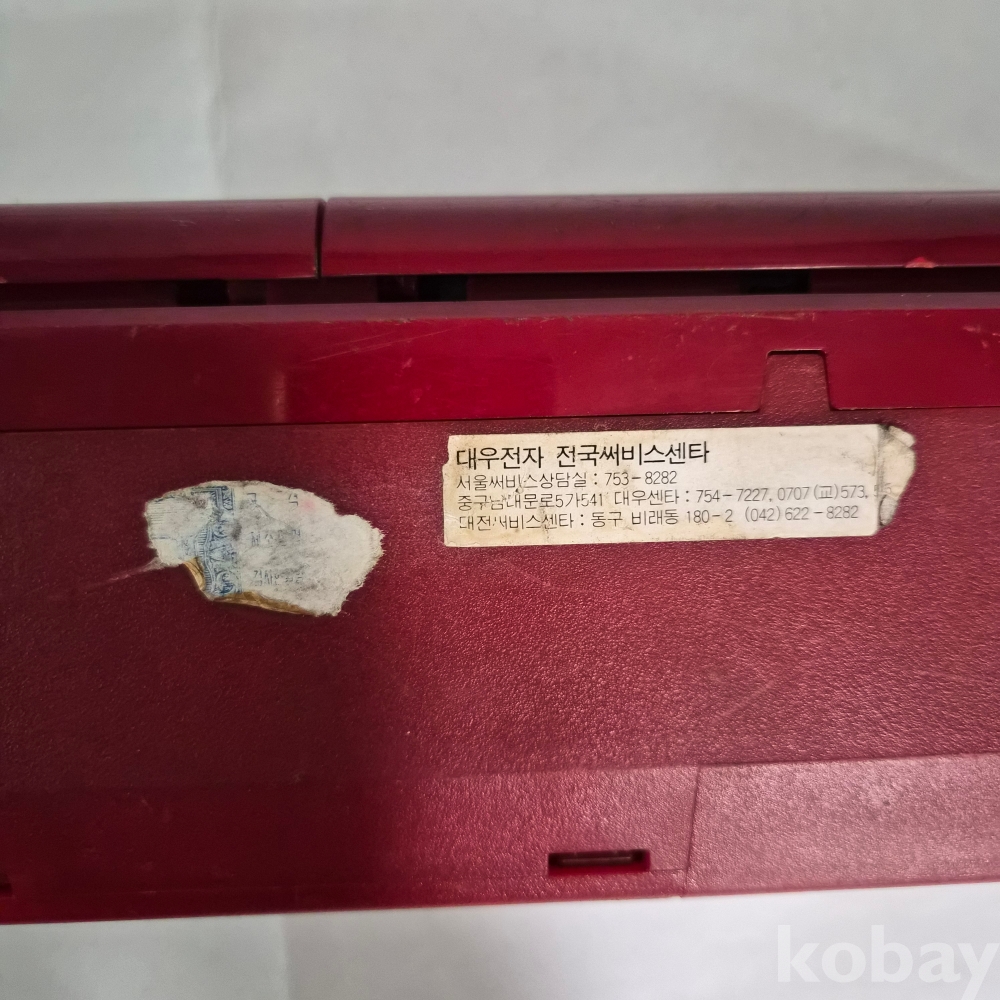 대우전자 전국써비스센타
서울써비스상담실 : 753-8282
중구남대문로5가541 대우센타 : 754-7227, 0707 (교)573,
대전써비스센타 : 동구 비래동 180-2 (042)622-8282
kobay